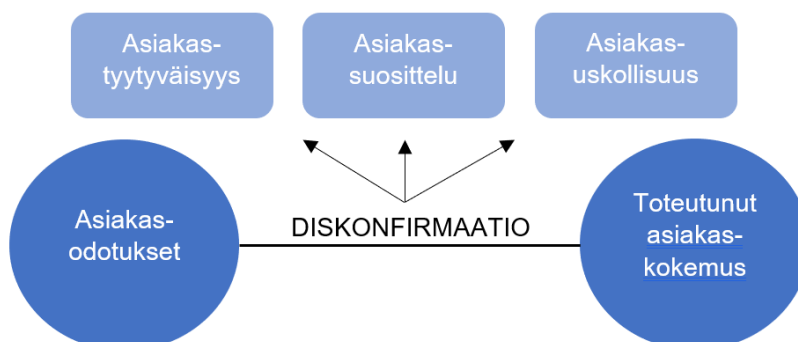 Asiakas-
tyytyväisyys
Asiakas-
suosittelu
Asiakas-
uskollisuus
Asiakas-
odotukset
DISKONFIRMAATIO
Toteutunut
asiakas-
kokemus